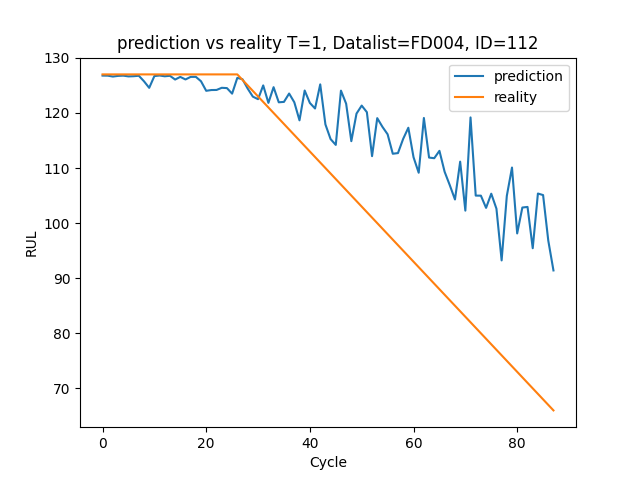 prediction vs reality T=1, Datalist=FD004, ID=112
prediction
reality
130
120
110
100
90
80
70
RUL
0 20 40 60 80
Cycle